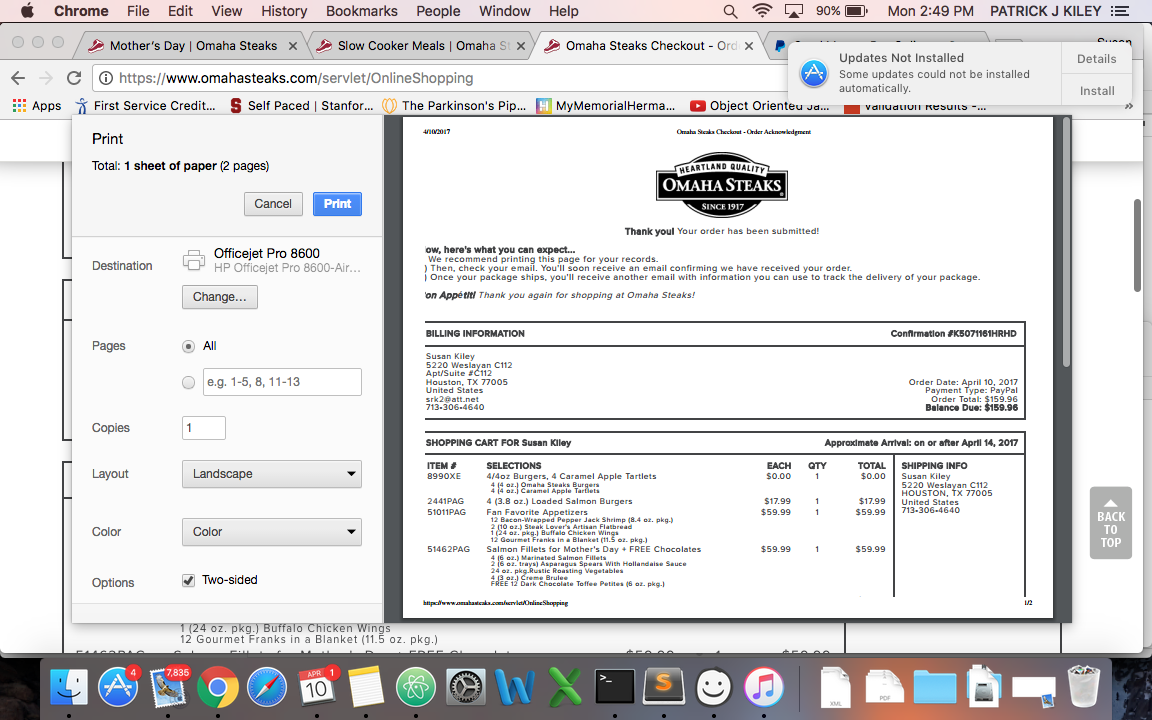 Chrome File Edit View History Bookmarks People Window Help 90% Mon 2:49 PM PATRICK J KILEY
Mother's Day | Omaha Steaks × Slow Cooker Meals | Omaha S × Omaha Steaks Checkout - Ord × Susan
https://www.omahasteaks.com/servlet/OnlineShopping
Updates Not Installed
Some updates could not be installed
automatically.
Details
Install
Apps First Service Credit... Self Paced | Stanfor... The Parkinson's Pip... MyMemorialHerma... Object Oriented Ja... Validation Results -... »
Print
Total: 1 sheet of paper (2 pages)
Cancel Print
Destination
Officejet Pro 8600
HP Officejet Pro 8600-Air...
Change...
Pages
All
e.g. 1-5, 8, 11-13
Copies
1
Layout
Landscape
Color
Color
Options
Two-sided
4/10/2017 Omaha Steaks Checkout - Order Acknowledgment
HEARTLAND QUALITY
OMAHA STEAKS
SINCE 1917
Thank you! Your order has been submitted!
ow, here's what you can expect...
We recommend printing this page for your records.
) Then, check your email. You'll soon receive an email confirming we have received your order.
) Once your package ships, you'll receive another email with information you can use to track the delivery of your package.
on Appétit! Thank you again for shopping at Omaha Steaks!
BILLING INFORMATION Confirmation #K5071161HRHD
Susan Kiley
5220 Weslayan C112
Apt/Suite #C112
Houston, TX 77005
United States
srk2@att.net
713-306-4640
Order Date: April 10, 2017
Payment Type: PayPal
Order Total: $159.96
Balance Due: $159.96
SHOPPING CART FOR Susan Kiley Approximate Arrival: on or after April 14, 2017
ITEM # SELECTIONS EACH QTY TOTAL
8990XE 4/4oz Burgers, 4 Caramel Apple Tartlets $0.00 1 $0.00
4 (4 oz.) Omaha Steaks Burgers
4 (4 oz.) Caramel Apple Tartlets
2441PAG 4 (3.8 oz.) Loaded Salmon Burgers $17.99 1 $17.99
51011PAG Fan Favorite Appetizers $59.99 1 $59.99
12 Bacon-Wrapped Pepper Jack Shrimp (8.4 oz. pkg.)
2 (10 oz.) Steak Lover's Artisan Flatbread
1 (24 oz. pkg.) Buffalo Chicken Wings
12 Gourmet Franks in a Blanket (11.5 oz. pkg.)
51462PAG Salmon Fillets for Mother's Day + FREE Chocolates $59.99 1 $59.99
4 (6 oz.) Marinated Salmon Fillets
2 (6 oz. trays) Asparagus Spears With Hollandaise Sauce
24 oz. pkg.Rustic Roasting Vegetables
4 (3 oz.) Creme Brulee
FREE 12 Dark Chocolate Toffee Petites (6 oz. pkg.)
SHIPPING INFO
Susan Kiley
5220 Weslayan C112
HOUSTON, TX 77005
United States
713-306-4640
https://www.omahasteaks.com/servlet/OnlineShopping 1/2
BACK
TO
TOP
1 (24 oz. pkg.) Buffalo Chicken Wings
12 Gourmet Franks in a Blanket (11.5 oz. pkg.)
4
7,835
APR 1
10
XML
PDF